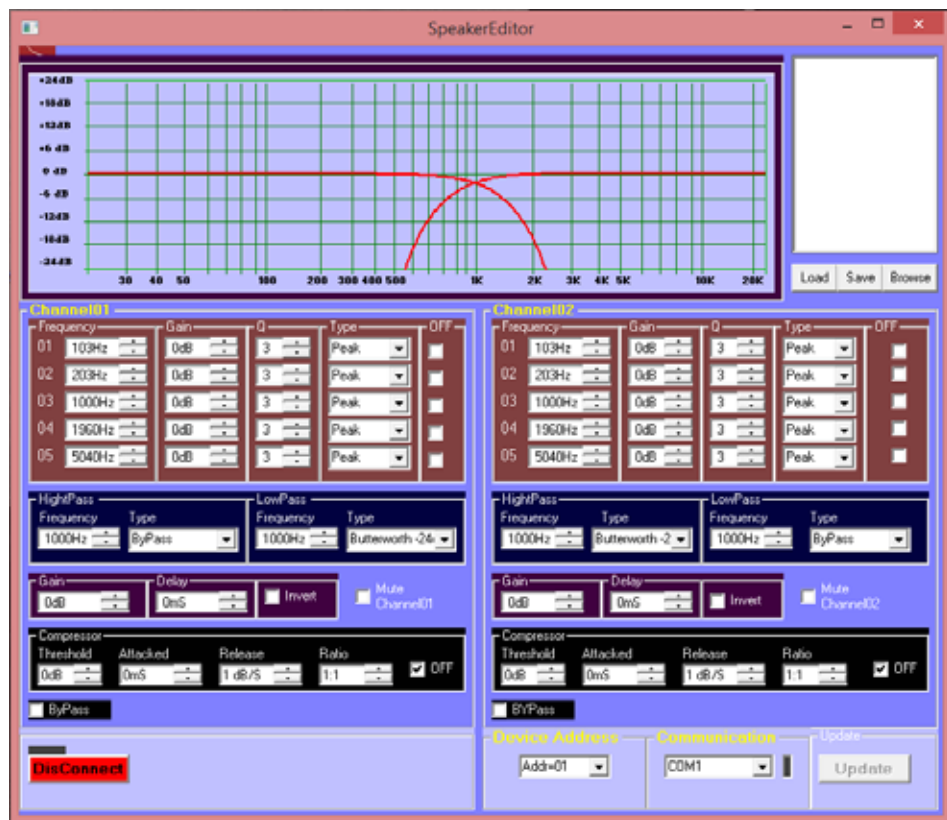 SpeakerEditor
+24dB
+18dB
+12dB
+6 dB
0 dB
-6 dB
-12dB
-18dB
-24dB
30 40 50 100 200 300 400 500 1K 2K 3K 4K 5K 10K 20K
Load Save Browse
Channel01
Frequency Gain Q Type OFF
01 103Hz 0dB 3 Peak
02 203Hz 0dB 3 Peak
03 1000Hz 0dB 3 Peak
04 1960Hz 0dB 3 Peak
05 5040Hz 0dB 3 Peak
HightPass LowPass
Frequency Type Frequency Type
1000Hz ByPass 1000Hz Butterworth -24
Gain Delay
0dB 0mS Invert Mute Channel01
Compressor
Threshold Attacked Release Ratio
0dB 0mS 1 dB/S 1:1 OFF
ByPass
Channel02
Frequency Gain Q Type OFF
01 103Hz 0dB 3 Peak
02 203Hz 0dB 3 Peak
03 1000Hz 0dB 3 Peak
04 1960Hz 0dB 3 Peak
05 5040Hz 0dB 3 Peak
HightPass LowPass
Frequency Type Frequency Type
1000Hz Butterworth -2 1000Hz ByPass
Gain Delay
0dB 0mS Invert Mute Channel02
Compressor
Threshold Attacked Release Ratio
0dB 0mS 1 dB/S 1:1 OFF
BYPass
DisConnect
Device Address Communication Update
Addr=01 COM1 Update